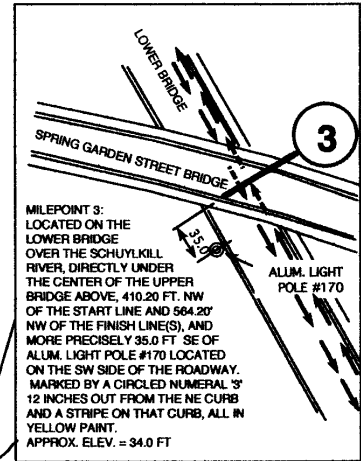 LOWER BRIDGE
SPRING GARDEN STREET BRIDGE
3
35.0
ALUM. LIGHT
POLE #170
MILEPOINT 3:
LOCATED ON THE
LOWER BRIDGE
OVER THE SCHUYLKILL
RIVER, DIRECTLY UNDER
THE CENTER OF THE UPPER
BRIDGE ABOVE, 410.20 FT. NW
OF THE START LINE AND 564.20'
NW OF THE FINISH LINE(S), AND
MORE PRECISELY 35.0 FT SE OF
ALUM. LIGHT POLE #170 LOCATED
ON THE SW SIDE OF THE ROADWAY.
MARKED BY A CIRCLED NUMERAL '3'
12 INCHES OUT FROM THE NE CURB
AND A STRIPE ON THAT CURB, ALL IN
YELLOW PAINT.
APPROX. ELEV. = 34.0 FT